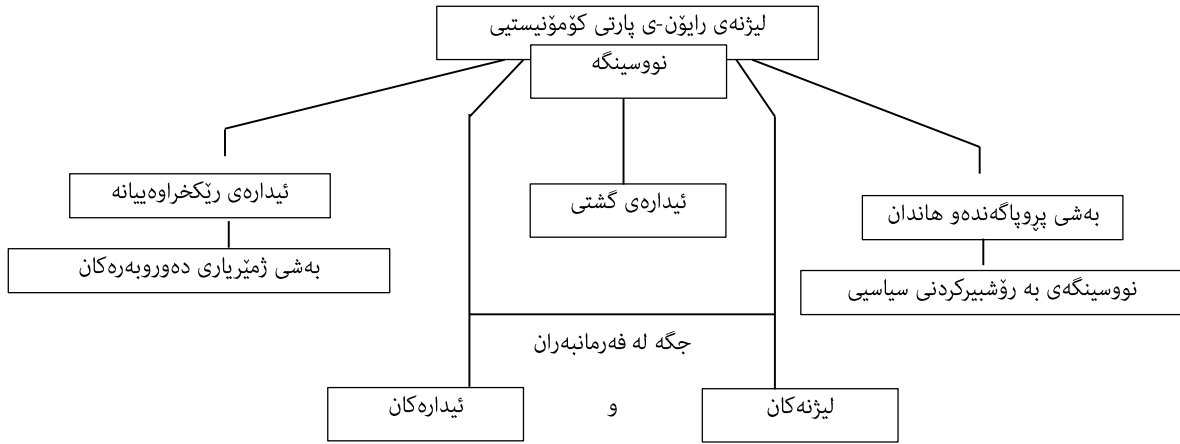 لیژنەی رایۆن-ی پارتی کۆمۆنیستیی
نووسینگە
ئیدارەی رێکخراوەییانە
ئیدارەی گشتی
بەشی پڕوپاگەندەو هاندان
بەشی ژمێریاری دەوروبەرەکان
نووسینگەی بە رۆشبیرکردنی سیاسیی
جگە لە فەرمانبەران
لیژنەکان
و
ئیدارەکان